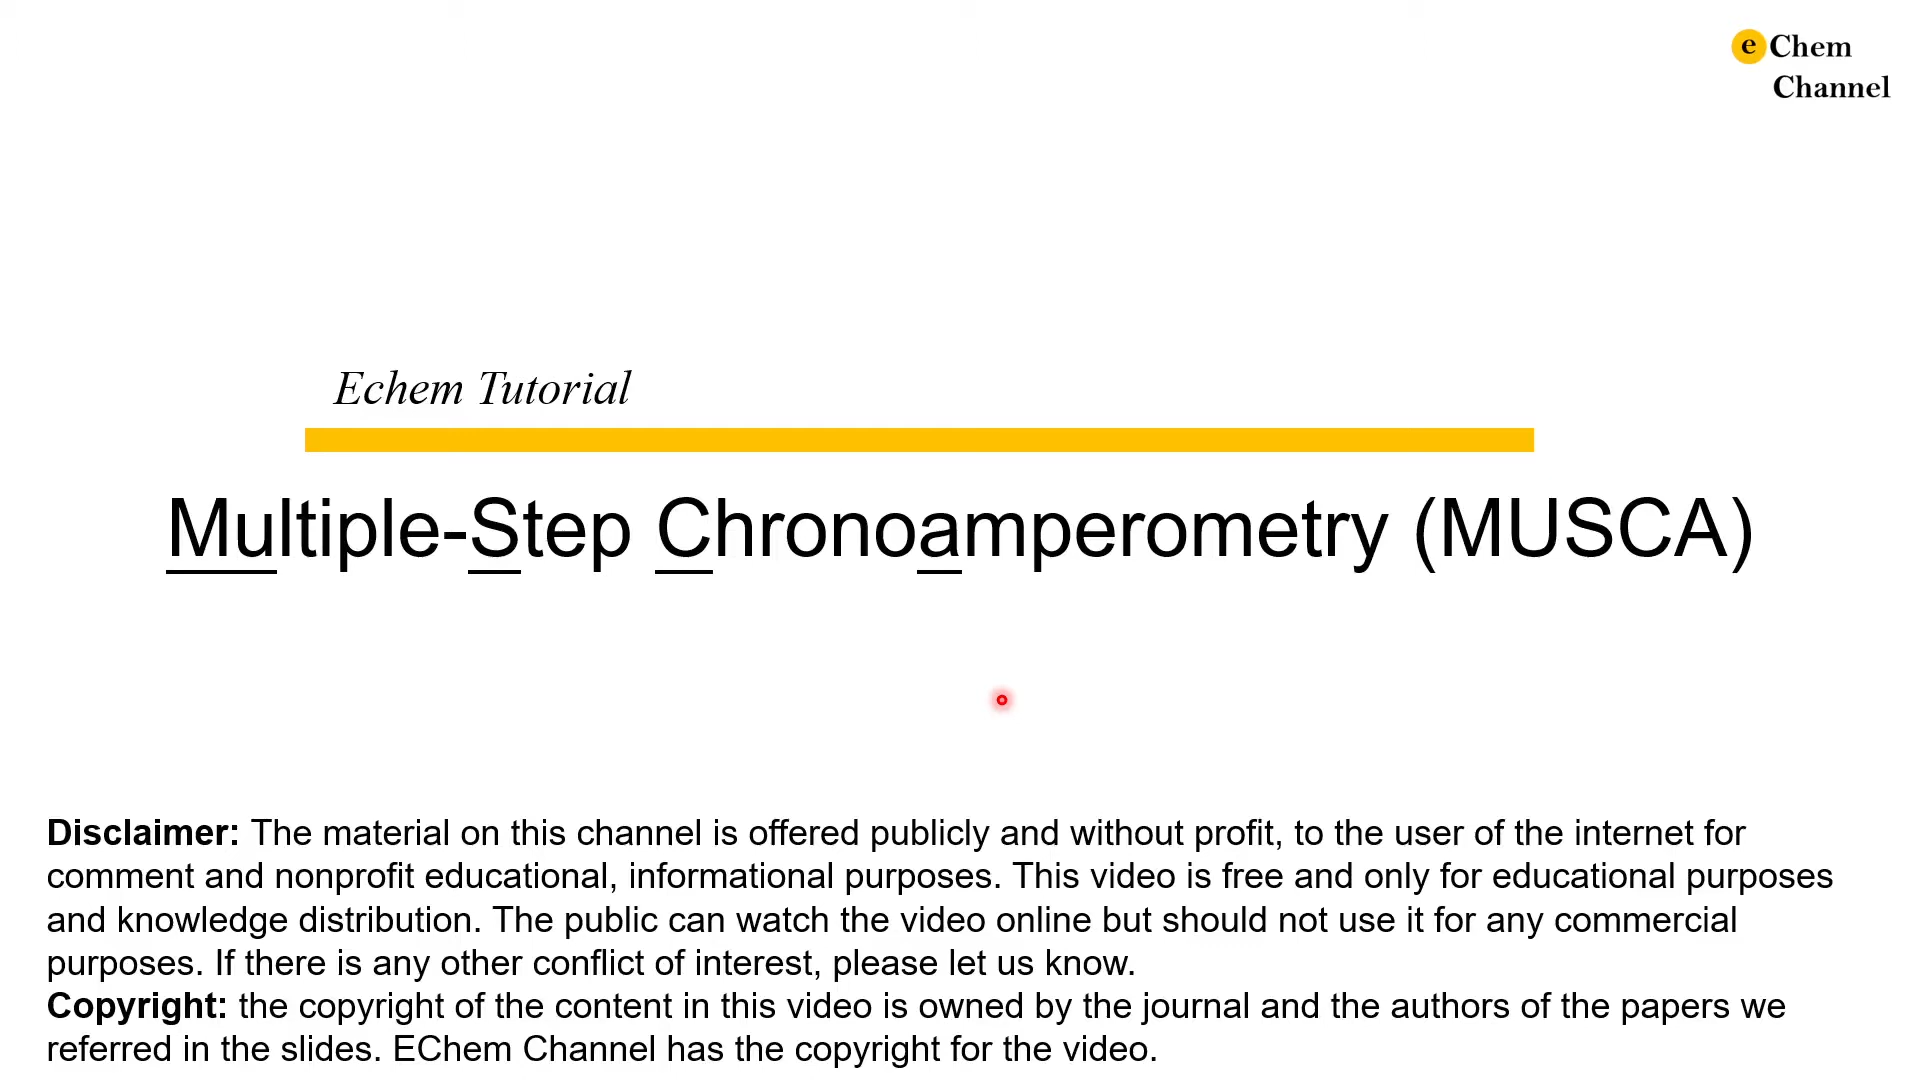 e Chem
Channel
Echem Tutorial
Multiple-Step Chronoamperometry (MUSCA)
Disclaimer: The material on this channel is offered publicly and without profit, to the user of the internet for
comment and nonprofit educational, informational purposes. This video is free and only for educational purposes
and knowledge distribution. The public can watch the video online but should not use it for any commercial
purposes. If there is any other conflict of interest, please let us know.
Copyright: the copyright of the content in this video is owned by the journal and the authors of the papers we
referred in the slides. EChem Channel has the copyright for the video.